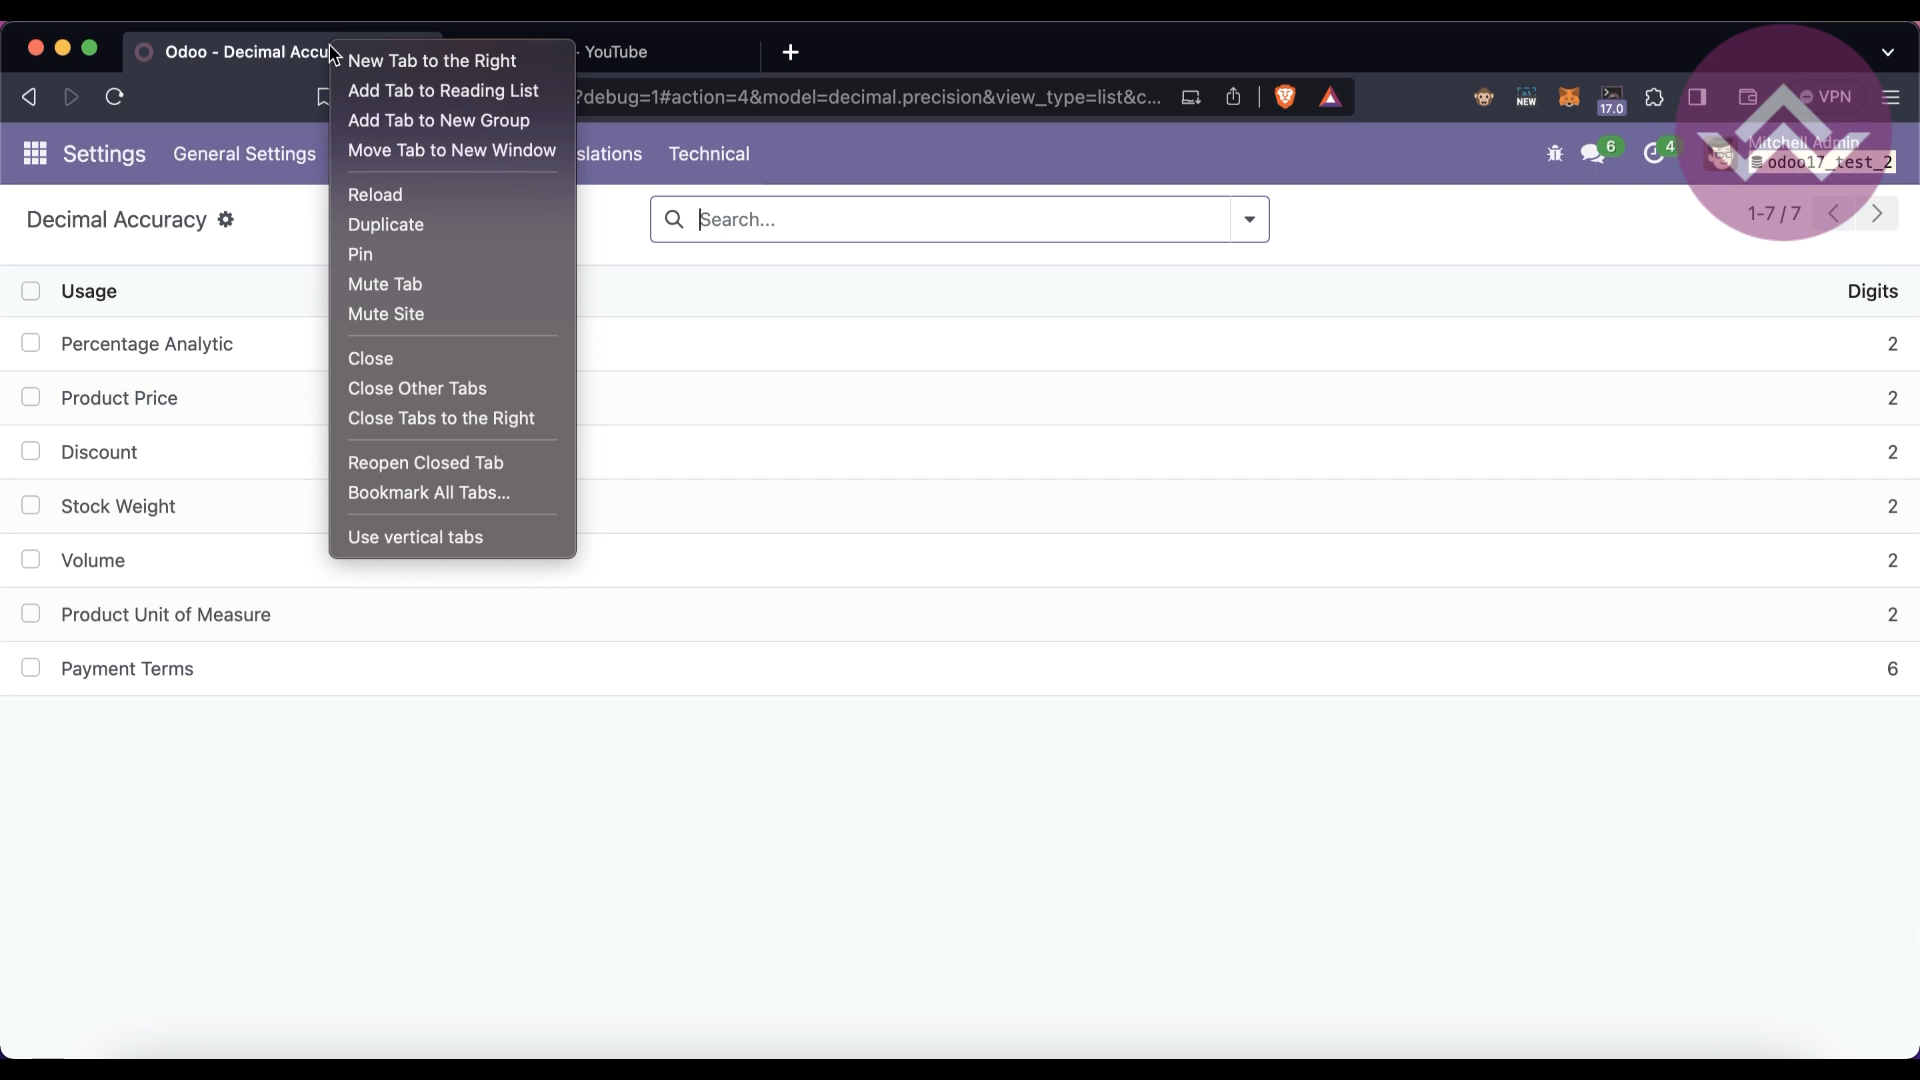 Odoo - Decimal Accu
YouTube
New Tab to the Right
Add Tab to Reading List
Add Tab to New Group
Move Tab to New Window
Reload
Duplicate
Pin
Mute Tab
Mute Site
Close
Close Other Tabs
Close Tabs to the Right
Reopen Closed Tab
Bookmark All Tabs...
Use vertical tabs
?debug=1#action=4&model=decimal.precision&view_type=list&c...
NEW
17.0
VPN
Settings
General Settings
slations
Technical
6
4
Mitchell Admin
odoo17_test_2
Decimal Accuracy
Search...
1-7 / 7
Usage
Digits
Percentage Analytic
2
Product Price
2
Discount
2
Stock Weight
2
Volume
2
Product Unit of Measure
2
Payment Terms
6